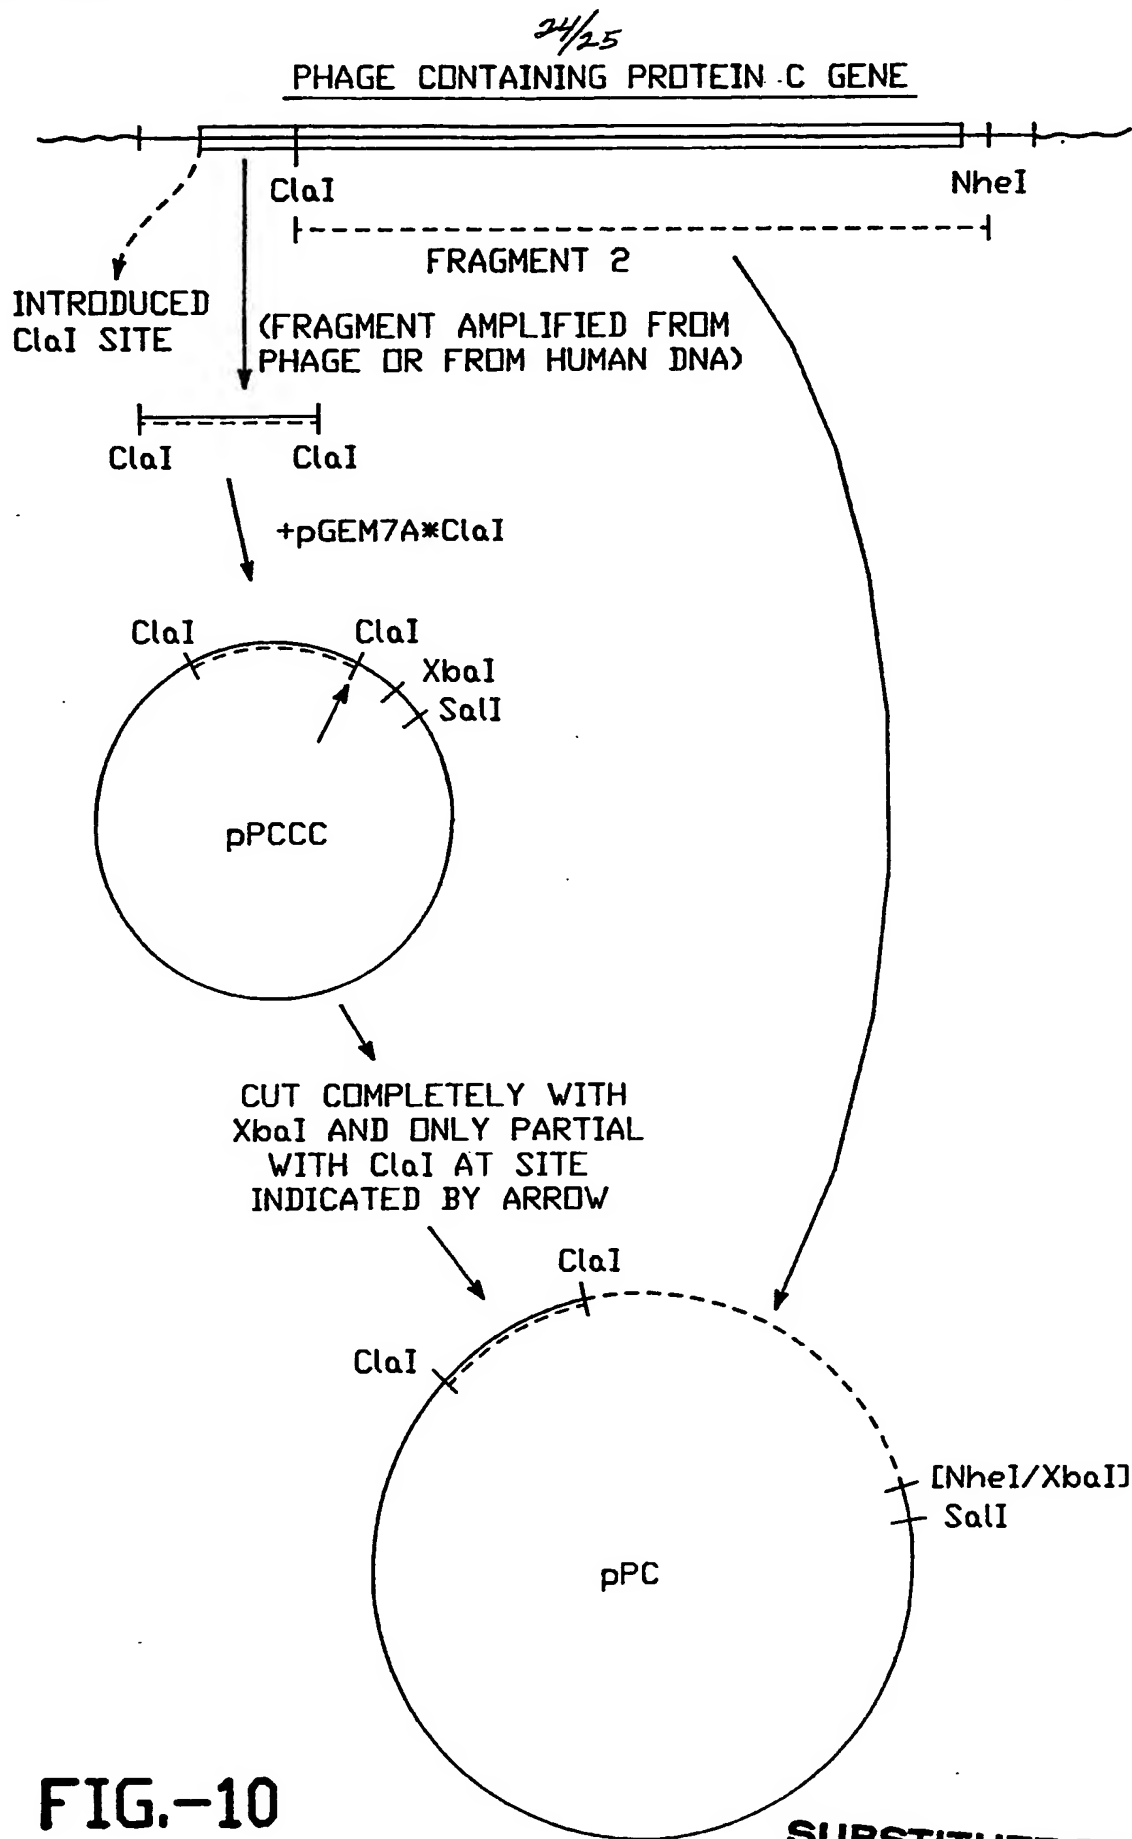 24/25
PHAGE CONTAINING PROTEIN C GENE
ClaI
NheI
FRAGMENT 2
INTRODUCED
ClaI SITE
(FRAGMENT AMPLIFIED FROM
PHAGE OR FROM HUMAN DNA)
ClaI
ClaI
+pGEM7A*ClaI
ClaI
ClaI
XbaI
SalI
pPCCC
CUT COMPLETELY WITH
XbaI AND ONLY PARTIAL
WITH ClaI AT SITE
INDICATED BY ARROW
ClaI
ClaI
[NheI/XbaI]
SalI
pPC
FIG.-10